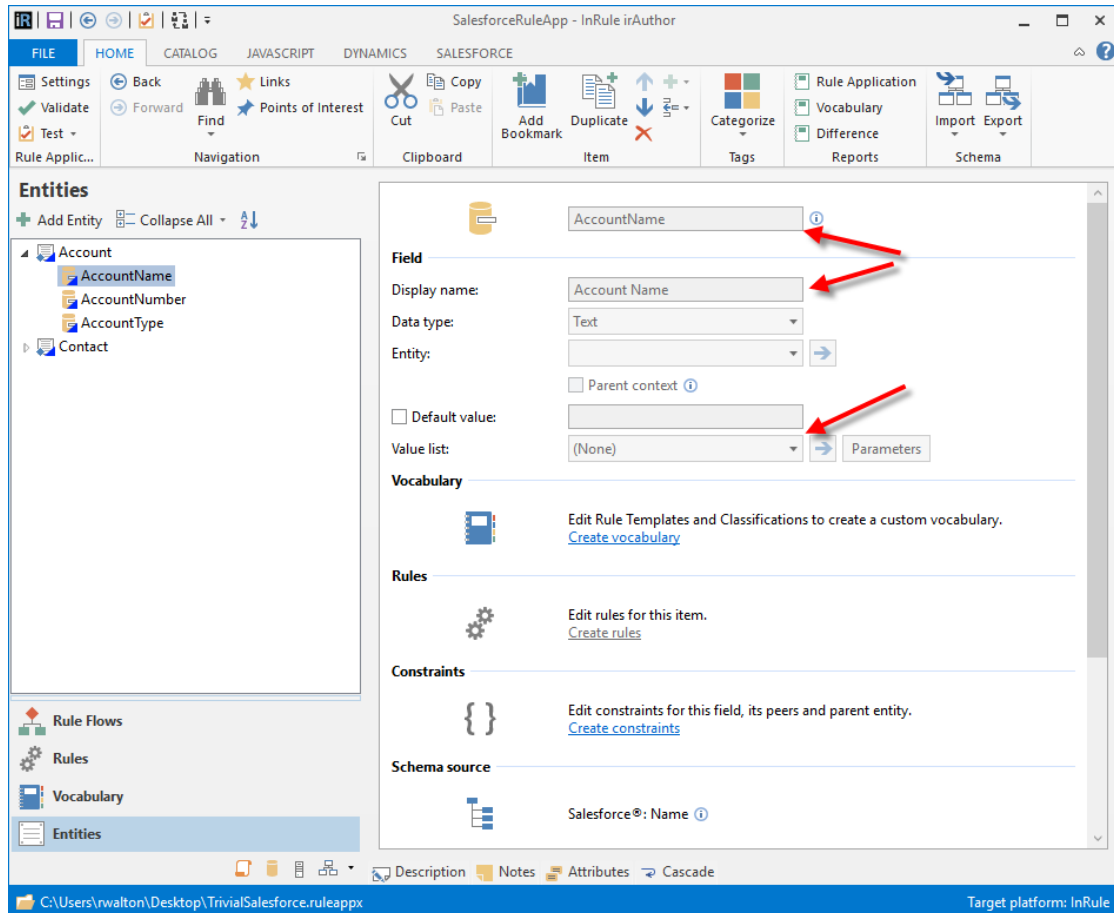 iR SalesforceRuleApp - InRule irAuthor
FILE HOME CATALOG JAVASCRIPT DYNAMICS SALESFORCE ?
Settings Back Links Copy Rule Application
Validate Forward Find Points of Interest Cut Paste Add Bookmark Duplicate Categorize Vocabulary Import Export
Test Difference
Rule Applic... Navigation Clipboard Item Tags Reports Schema
Entities
Add Entity Collapse All A Z
Account
AccountName
AccountNumber
AccountType
Contact
Rule Flows
Rules
Vocabulary
Entities
AccountName
Field
Display name: Account Name
Data type: Text
Entity:
Parent context
Default value:
Value list: (None) Parameters
Vocabulary
Edit Rule Templates and Classifications to create a custom vocabulary.
Create vocabulary
Rules
Edit rules for this item.
Create rules
Constraints
{ } Edit constraints for this field, its peers and parent entity.
Create constraints
Schema source
Salesforce®: Name
Description Notes Attributes Cascade
C:\Users\rwalton\Desktop\TrivialSalesforce.ruleappx Target platform: InRule